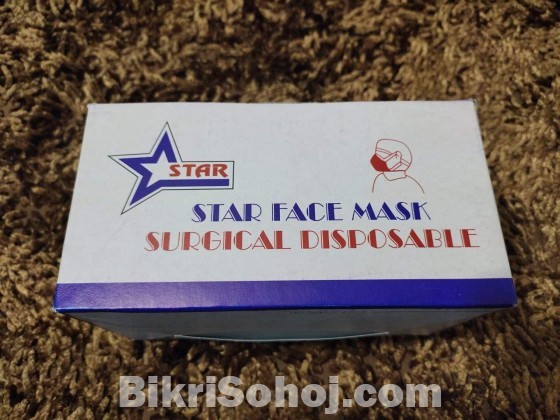 STAR
STAR FACE MASK
SURGICAL DISPOSABLE
BikriSohoj.com